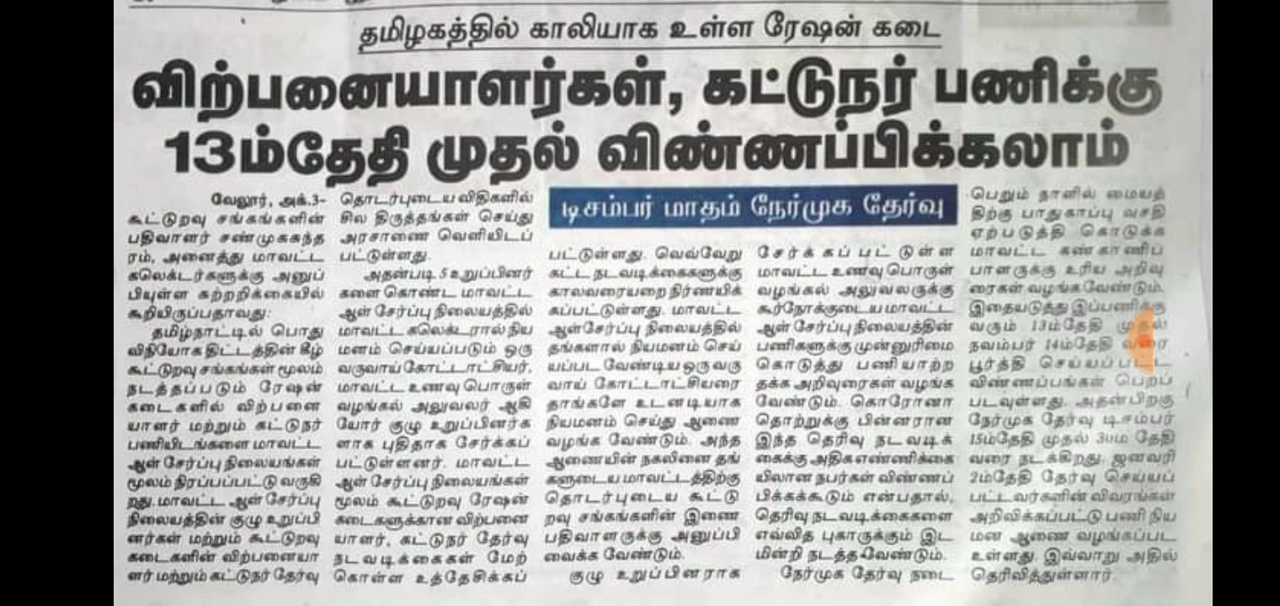 தமிழகத்தில் காலியாக உள்ள ரேஷன் கடை
விற்பனையாளர்கள், கட்டுநர் பணிக்கு
13ம்தேதி முதல் விண்ணப்பிக்கலாம்
வேலூர், அக்.3-
கூட்டுறவு சங்கங்களின்
பதிவாளர் சண்முகசுந்த
ரம், அனைத்து மாவட்ட
கலெக்டர்களுக்கு அனுப்
பியுள்ள சுற்றறிக்கையில்
கூறியிருப்பதாவது:
தமிழ்நாட்டில் பொது
விநியோக திட்டத்தின் கீழ்
கூட்டுறவு சங்கங்கள் மூலம்
நடத்தப்படும் ரேஷன்
கடைகளில் விற்பனை
யாளர் மற்றும் கட்டுநர்
பணியிடங்களை மாவட்ட
ஆள் சேர்ப்பு நிலையங்கள்
மூலம் நிரப்பப்பட்டு வருகி
றது. மாவட்ட ஆள் சேர்ப்பு
நிலையத்தின் குழு உறுப்பி
னர்கள் மற்றும் கூட்டுறவு
கடைகளின் விற்பனையா
ளர் மற்றும் கட்டுநர் தேர்வு
தொடர்புடைய விதிகளில்
சில திருத்தங்கள் செய்து
அரசாணை வெளியிடப்
பட்டுள்ளது.
அதன்படி 5 உறுப்பினர்
களை கொண்ட மாவட்ட
ஆள் சேர்ப்பு நிலையத்தில்
மாவட்ட கலெக்டரால் நிய
மனம் செய்யப்படும் ஒரு
வருவாய் கோட்டாட்சியர்,
மாவட்ட உணவு பொருள்
வழங்கல் அலுவலர் ஆகி
யோர் குழு உறுப்பினர்க
ளாக புதிதாக சேர்க்கப்
பட்டுள்ளனர். மாவட்ட
ஆள் சேர்ப்பு நிலையங்கள்
மூலம் கூட்டுறவு ரேஷன்
கடைகளுக்கான விற்பனை
யாளர், கட்டுநர் தேர்வு
நடவடிக்கைகள் மேற்
கொள்ள உத்தேசிக்கப்
டிசம்பர் மாதம் நேர்முக தேர்வு
பட்டுள்ளது. வெவ்வேறு
கட்ட நடவடிக்கைகளுக்கு
காலவரையறை நிர்ணயிக்
கப்பட்டுள்ளது. மாவட்ட
ஆள்சேர்ப்பு நிலையத்தில்
தங்களால் நியமனம் செய்
யப்பட வேண்டிய ஒரு வரு
வாய் கோட்டாட்சியரை
தாங்களே உடனடியாக
நியமனம் செய்து ஆணை
வழங்க வேண்டும். அந்த
ஆணையின் நகலினை தங்
களுடைய மாவட்டத்திற்கு
தொடர்புடைய கூட்டு
றவு சங்கங்களின் இணை
பதிவாளருக்கு அனுப்பி
வைக்க வேண்டும்.
குழு உறுப்பினராக
சேர்க்கப்பட்டுள்ள
மாவட்ட உணவு பொருள்
வழங்கல் அலுவலருக்கு
கூர்நோக்குடைய மாவட்ட
ஆள் சேர்ப்பு நிலையத்தின்
பணிகளுக்கு முன்னுரிமை
கொடுத்து பணியாற்ற
தக்க அறிவுரைகள் வழங்க
வேண்டும். கொரோனா
தொற்றுக்கு பின்னரான
இந்த தெரிவு நடவடிக்
கைக்கு அதிக எண்ணிக்கை
யிலான நபர்கள் விண்ணப்
பிக்கக்கூடும் என்பதால்,
தெரிவு நடவடிக்கைகளை
எவ்வித புகாருக்கும் இட
மின்றி நடத்த வேண்டும்.
நேர்முக தேர்வு நடை
பெறும் நாளில் மையத்
திற்கு பாதுகாப்பு வசதி
ஏற்படுத்தி கொடுக்க
மாவட்ட கண்காணிப்
பாளருக்கு உரிய அறிவு
ரைகள் வழங்க வேண்டும்.
இதையடுத்து இப்பணிக்கு
வரும் 13ம்தேதி முதல்
நவம்பர் 14ம்தேதி வரை
பூர்த்தி செய்யப்பட்ட
விண்ணப்பங்கள் பெறப்
படவுள்ளது. அதன்பிறகு
நேர்முக தேர்வு டிசம்பர்
15ம்தேதி முதல் 30ம் தேதி
வரை நடக்கிறது. ஜனவரி
2ம்தேதி தேர்வு செய்யப்
பட்டவர்களின் விவரங்கள்
அறிவிக்கப்பட்டு பணி நிய
மன ஆணை வழங்கப்பட
உள்ளது. இவ்வாறு அதில்
தெரிவித்துள்ளார்.